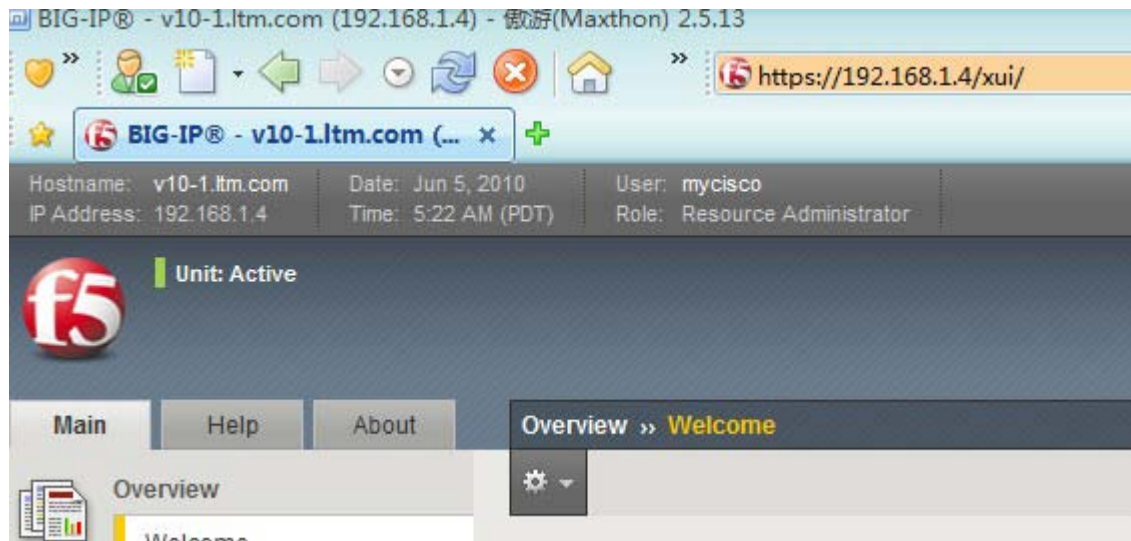 BIG-IP® - v10-1.ltm.com (192.168.1.4) - 傲游(Maxthon) 2.5.13
» » https://192.168.1.4/xui/
BIG-IP® - v10-1.ltm.com (... ×
Hostname: v10-1.ltm.com Date: Jun 5, 2010 User: mycisco
IP Address: 192.168.1.4 Time: 5:22 AM (PDT) Role: Resource Administrator
f5 Unit: Active
Main Help About Overview ›› Welcome
Overview
Welcome